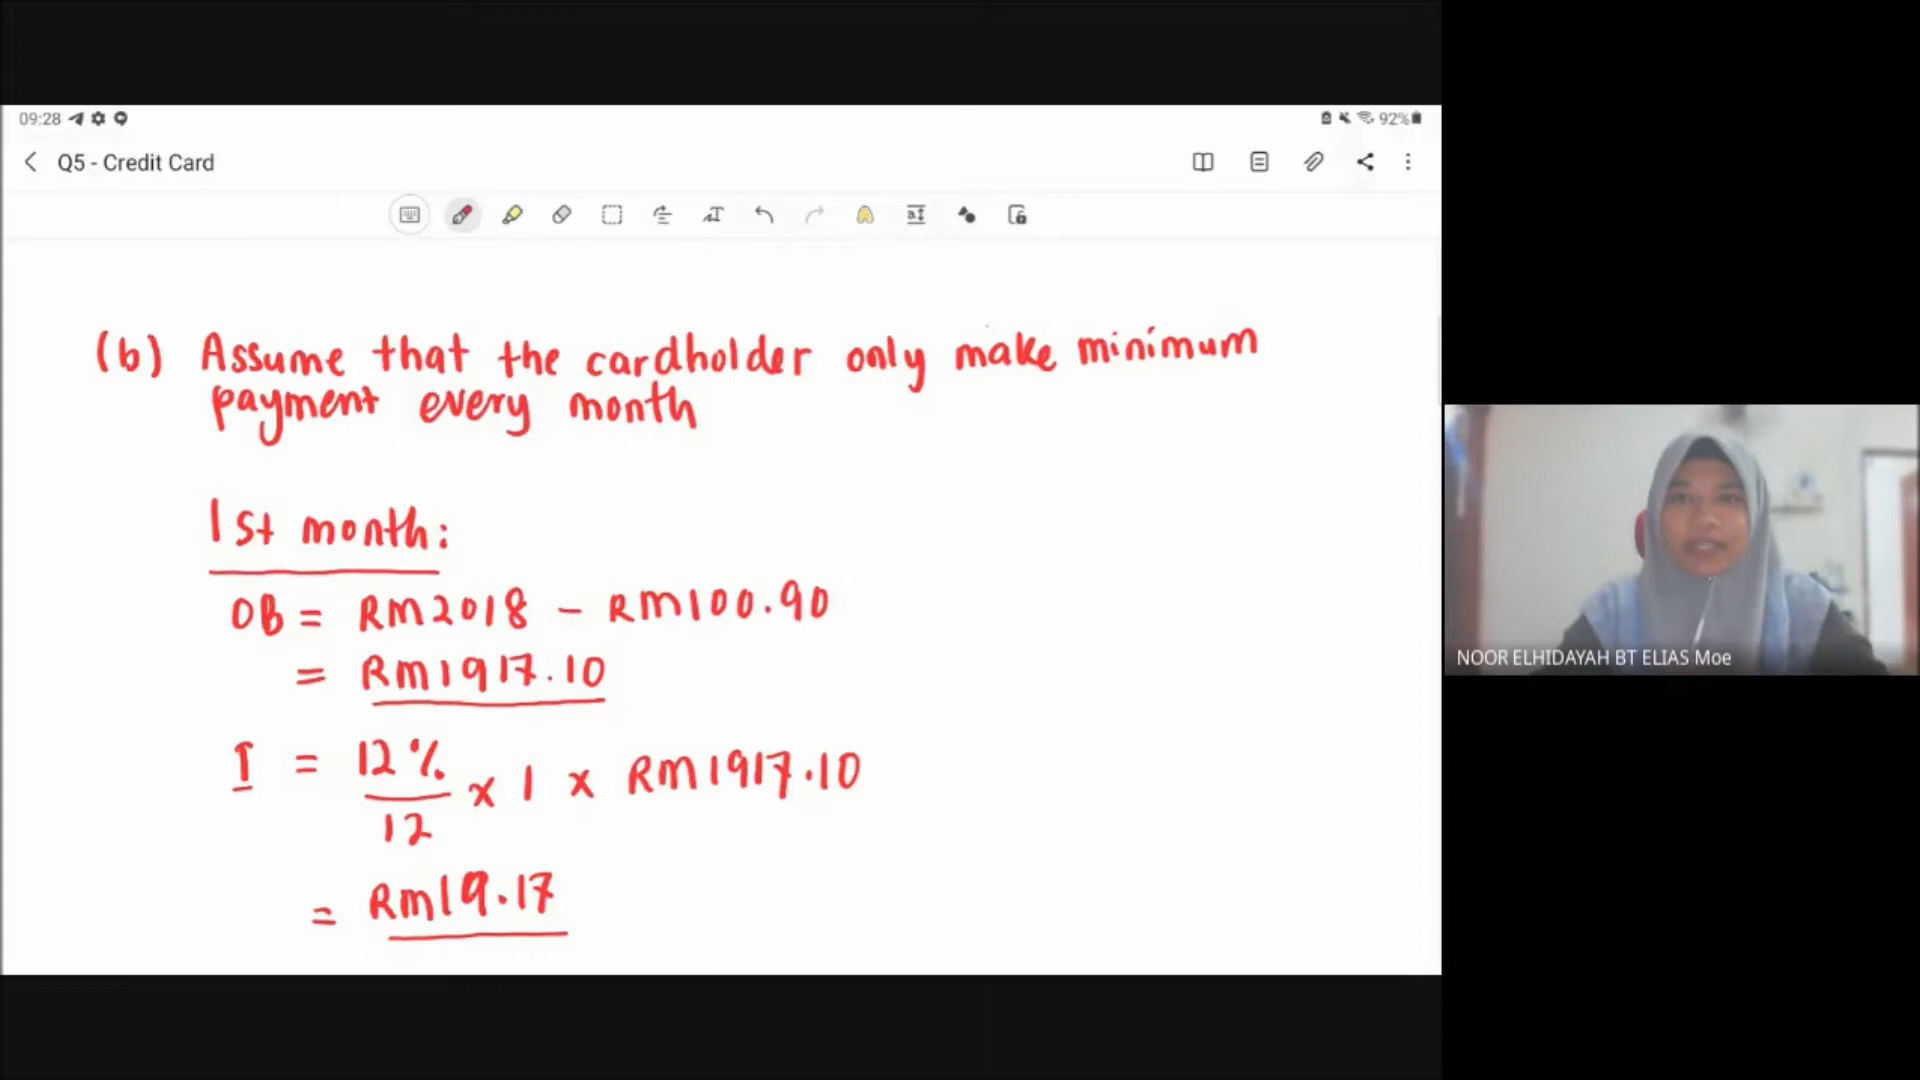 09:28 92%
Q5 - Credit Card
(b) Assume that the cardholder only make minimum
payment every month
1st month:
OB = RM2018 - RM100.90
= RM1917.10
I = 12% / 12 x 1 x RM1917.10
= RM19.17
NOOR ELHIDAYAH BT ELIAS Moe